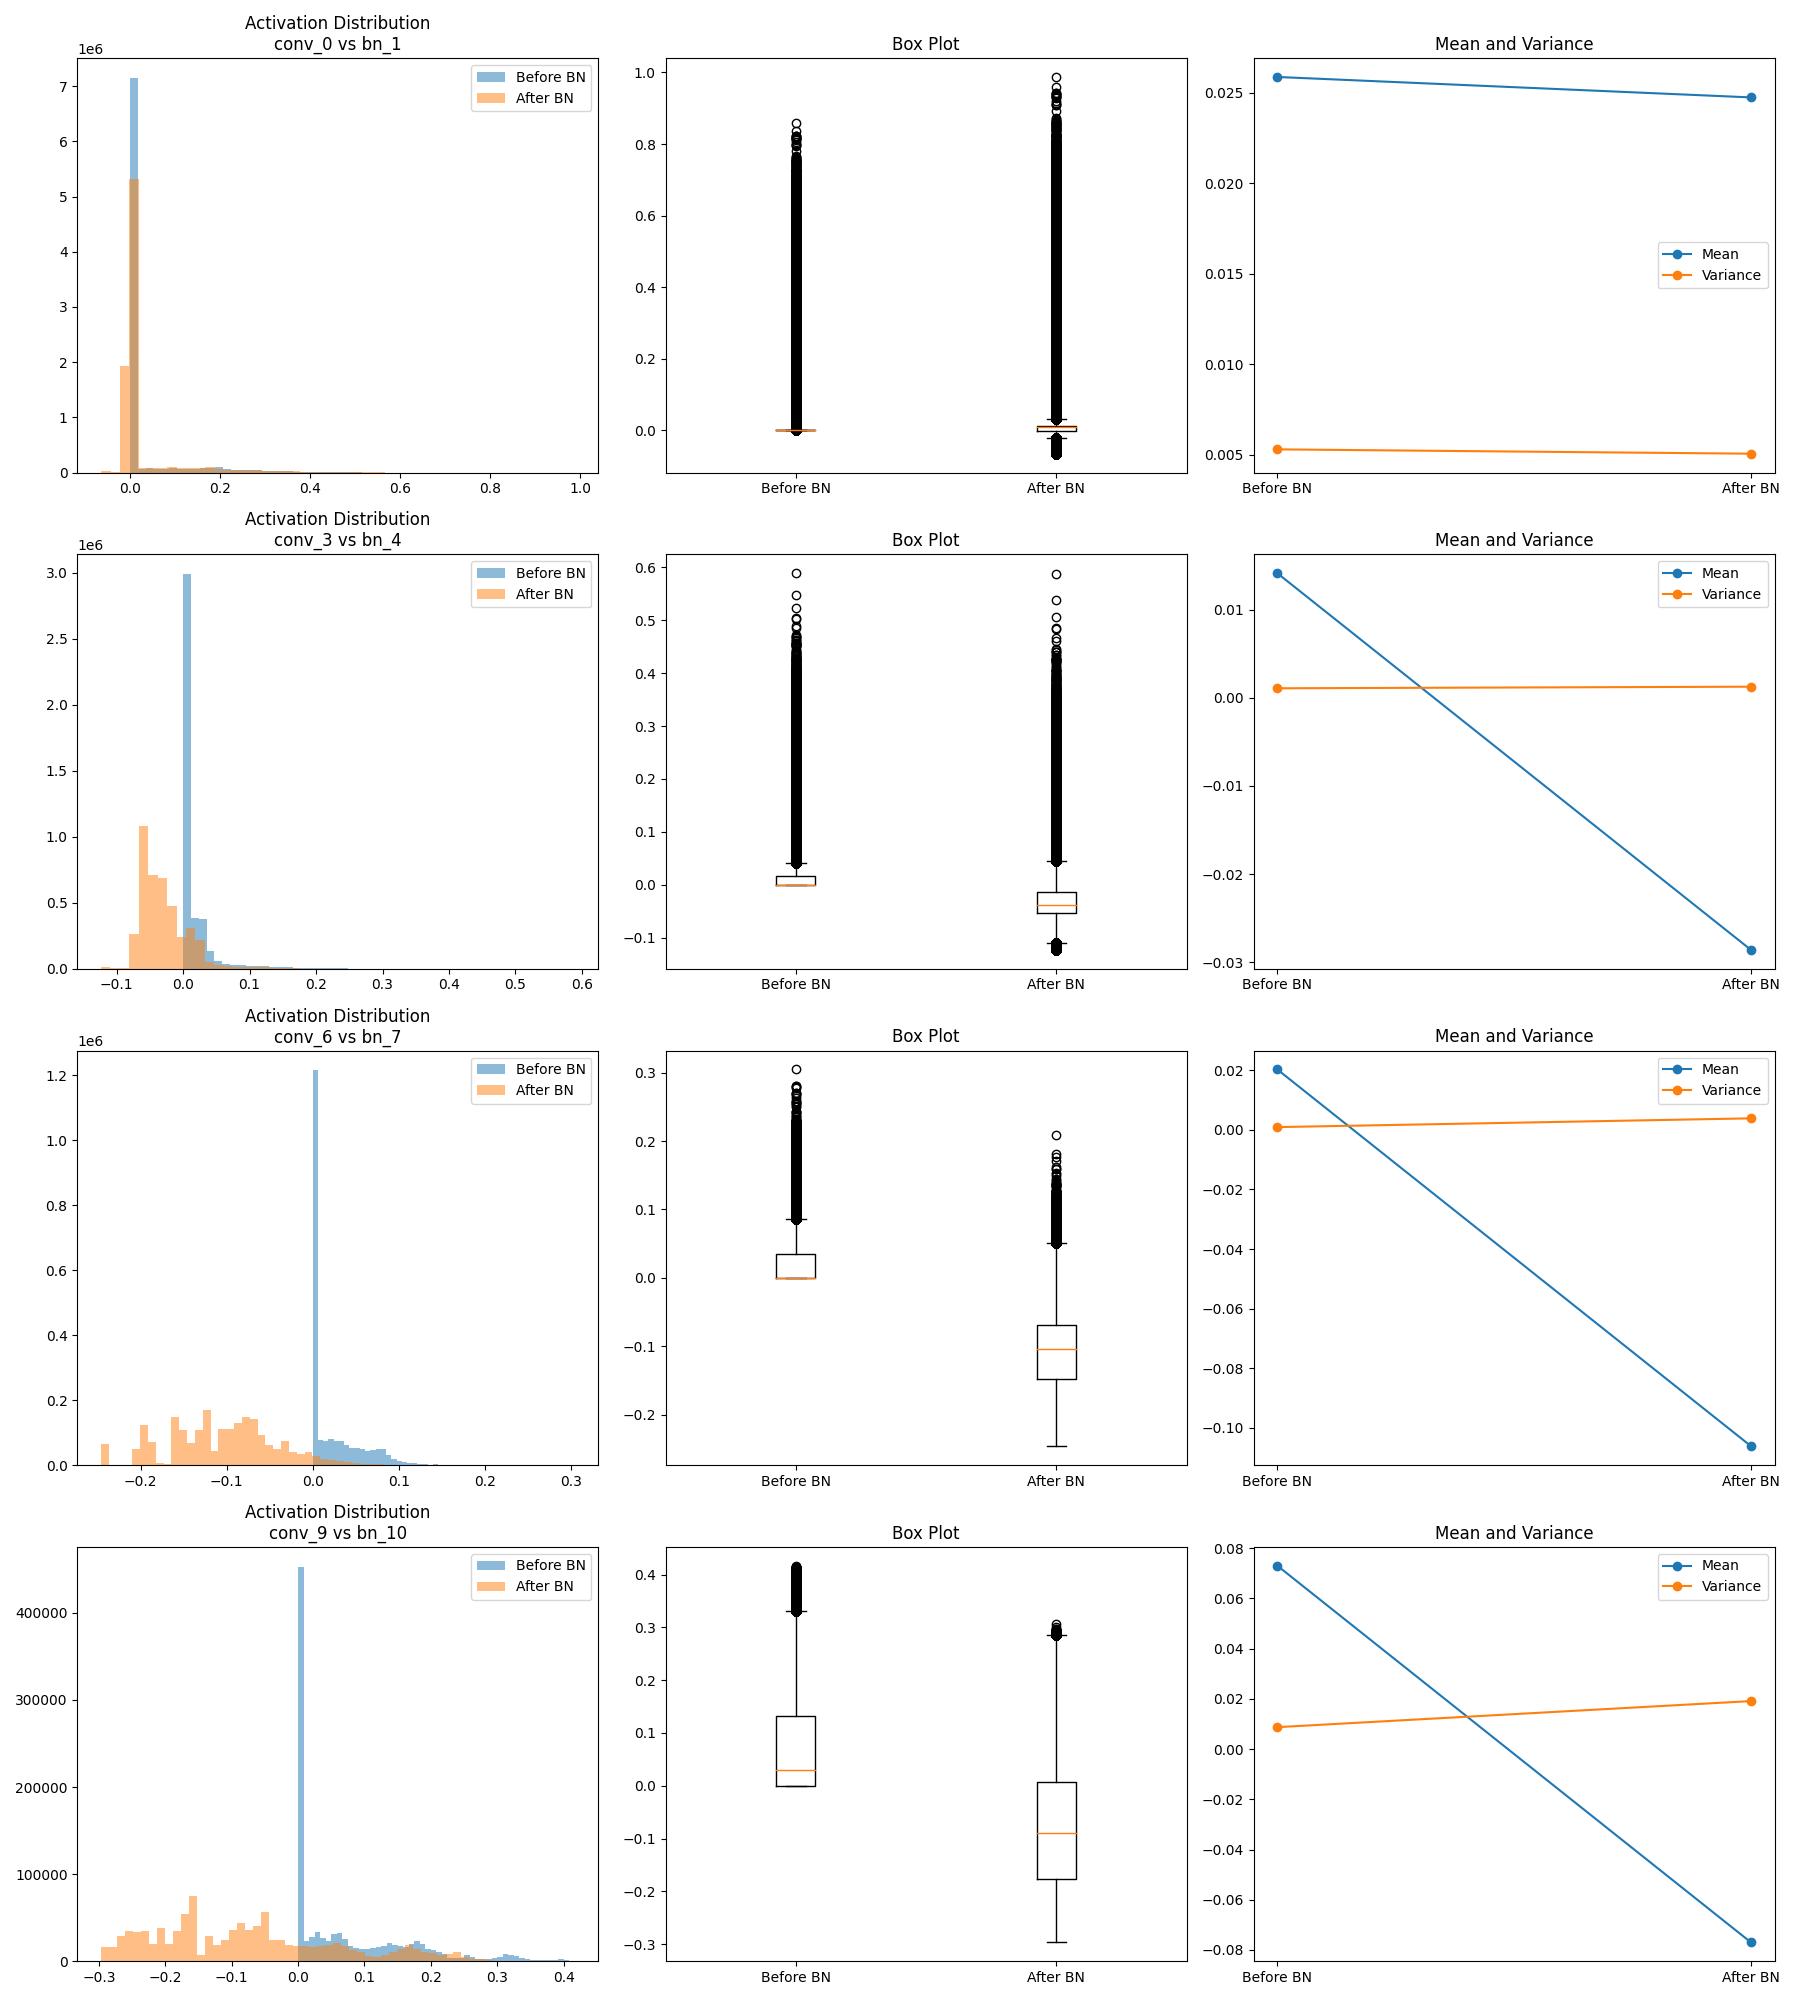 Activation Distribution
conv_0 vs bn_1
1e6
7
6
5
4
3
2
1
0
0.0 0.2 0.4 0.6 0.8 1.0
Before BN
After BN
Box Plot
1.0
0.8
0.6
0.4
0.2
0.0
Before BN After BN
Mean and Variance
0.025
0.020
0.015
0.010
0.005
Mean
Variance
Before BN After BN
Activation Distribution
conv_3 vs bn_4
1e6
3.0
2.5
2.0
1.5
1.0
0.5
0.0
−0.1 0.0 0.1 0.2 0.3 0.4 0.5 0.6
Before BN
After BN
Box Plot
0.6
0.5
0.4
0.3
0.2
0.1
0.0
−0.1
Before BN After BN
Mean and Variance
0.01
0.00
−0.01
−0.02
−0.03
Mean
Variance
Before BN After BN
Activation Distribution
conv_6 vs bn_7
1e6
1.2
1.0
0.8
0.6
0.4
0.2
0.0
−0.2 −0.1 0.0 0.1 0.2 0.3
Before BN
After BN
Box Plot
0.3
0.2
0.1
0.0
−0.1
−0.2
Before BN After BN
Mean and Variance
0.02
0.00
−0.02
−0.04
−0.06
−0.08
−0.10
Mean
Variance
Before BN After BN
Activation Distribution
conv_9 vs bn_10
400000
300000
200000
100000
0
−0.3 −0.2 −0.1 0.0 0.1 0.2 0.3 0.4
Before BN
After BN
Box Plot
0.4
0.3
0.2
0.1
0.0
−0.1
−0.2
−0.3
Before BN After BN
Mean and Variance
0.08
0.06
0.04
0.02
0.00
−0.02
−0.04
−0.06
−0.08
Mean
Variance
Before BN After BN